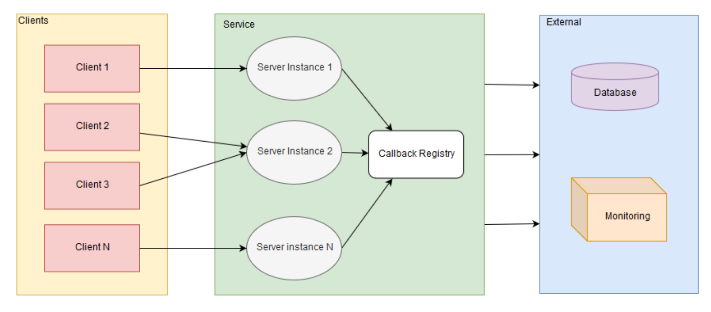 Clients
Service
External
Client 1
Server Instance 1
Client 2
Server Instance 2
Client 3
Callback Registry
Client N
Server instance N
Database
Monitoring